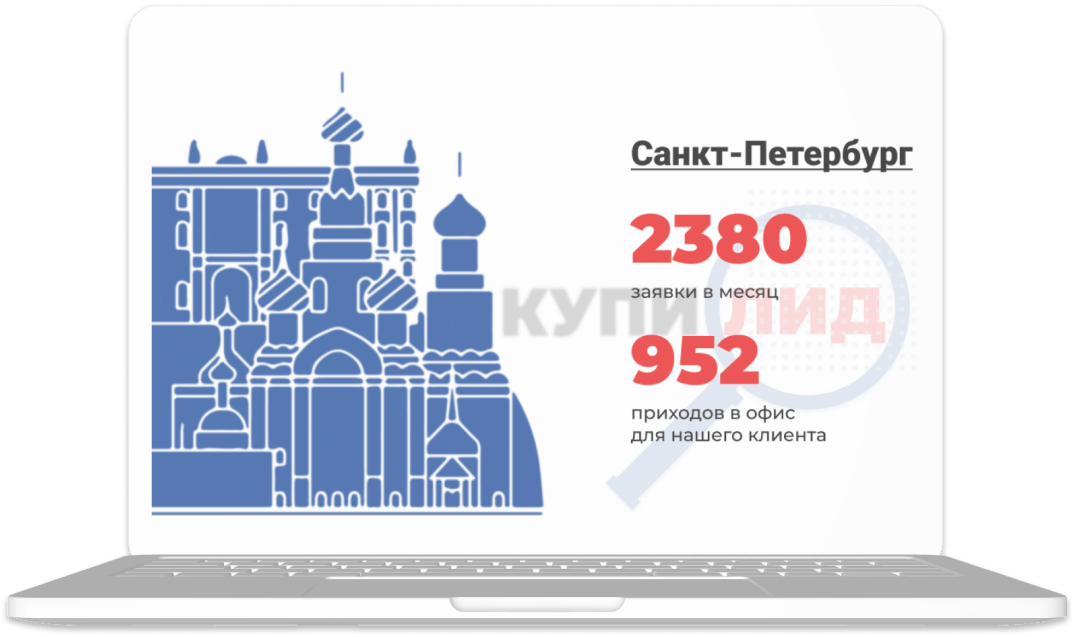 Санкт-Петербург
2380
заявки в месяц
КУПИ ЛИД
952
приходов в офис
для нашего клиента